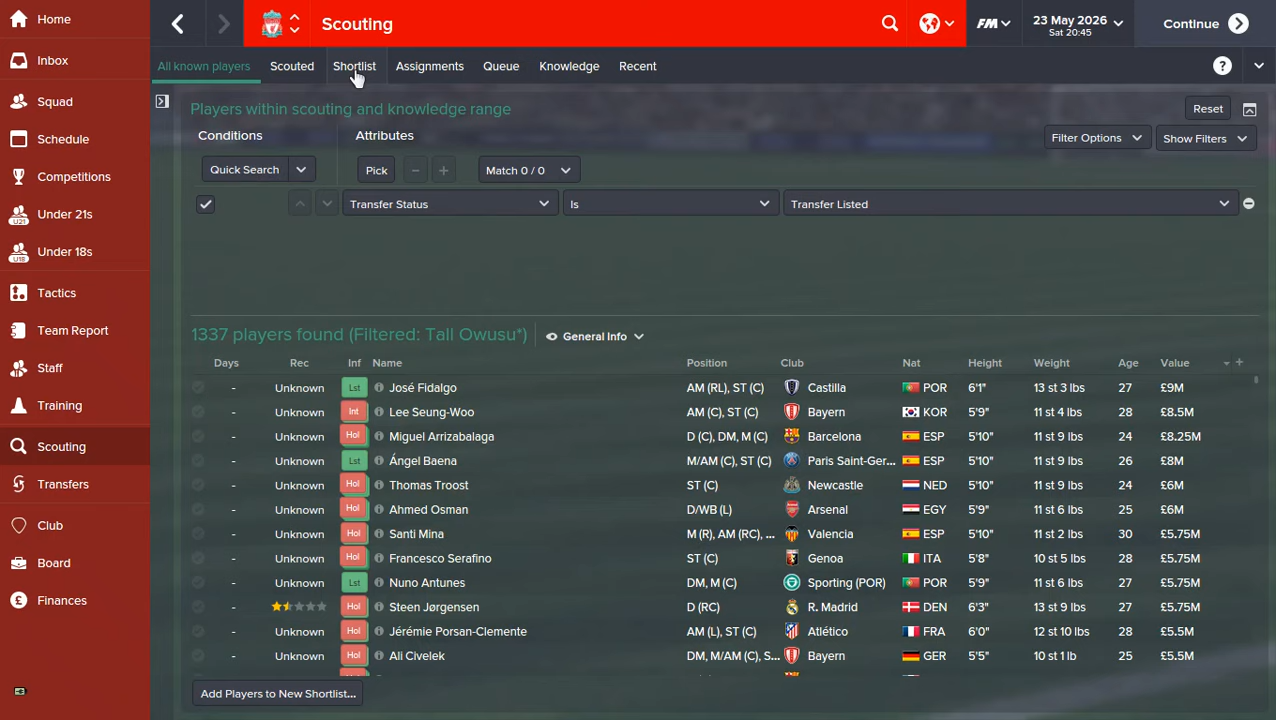 Home
Inbox
Squad
Schedule
Competitions
U21
Under 21s
U18
Under 18s
Tactics
Team Report
Staff
Training
Scouting
Transfers
Club
Board
£
Finances
Scouting
FM
23 May 2026
Sat 20:45
Continue
All known players
Scouted
Shortlist
Assignments
Queue
Knowledge
Recent
?
Players within scouting and knowledge range
Reset
Conditions
Attributes
Filter Options
Show Filters
Quick Search
Pick
−
+
Match 0 / 0
Transfer Status
Is
Transfer Listed
1337 players found (Filtered: Tall Owusu*)
General Info
Days Rec Inf Name Position Club Nat Height Weight Age Value +
- Unknown Lst José Fidalgo AM (RL), ST (C) Castilla POR 6'1" 13 st 3 lbs 27 £9M
- Unknown Int Lee Seung-Woo AM (C), ST (C) Bayern KOR 5'9" 11 st 4 lbs 28 £8.5M
- Unknown Hol Miguel Arrizabalaga D (C), DM, M (C) Barcelona ESP 5'10" 11 st 9 lbs 24 £8.25M
- Unknown Lst Ángel Baena M/AM (C), ST (C) Paris Saint-Ger... ESP 5'10" 11 st 9 lbs 26 £8M
- Unknown Hol Thomas Troost ST (C) Newcastle NED 5'10" 11 st 9 lbs 24 £6M
- Unknown Hol Ahmed Osman D/WB (L) Arsenal EGY 5'9" 11 st 6 lbs 25 £6M
- Unknown Hol Santi Mina M (R), AM (RC), ... Valencia ESP 5'10" 11 st 2 lbs 30 £5.75M
- Unknown Hol Francesco Serafino ST (C) Genoa ITA 5'8" 10 st 5 lbs 28 £5.75M
- Unknown Lst Nuno Antunes DM, M (C) Sporting (POR) POR 5'9" 11 st 6 lbs 27 £5.75M
- Hol Steen Jørgensen D (RC) R. Madrid DEN 6'3" 13 st 9 lbs 27 £5.75M
- Unknown Hol Jérémie Porsan-Clemente AM (L), ST (C) Atlético FRA 6'0" 12 st 10 lbs 28 £5.5M
- Unknown Hol Ali Civelek DM, M/AM (C), S... Bayern GER 5'5" 10 st 1 lb 25 £5.5M
Add Players to New Shortlist...